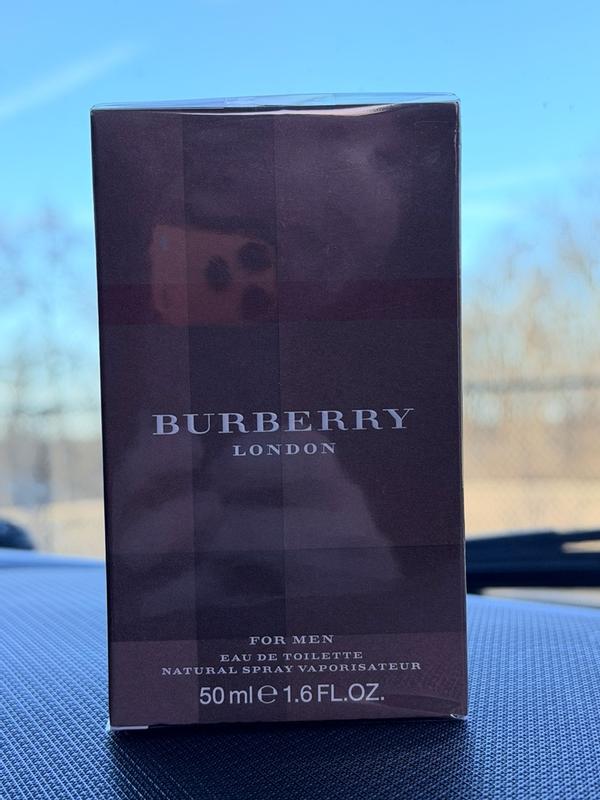 BURBERRY
LONDON
FOR MEN
EAU DE TOILETTE
NATURAL SPRAY VAPORISATEUR
50 ml ℮ 1.6 FL.OZ.